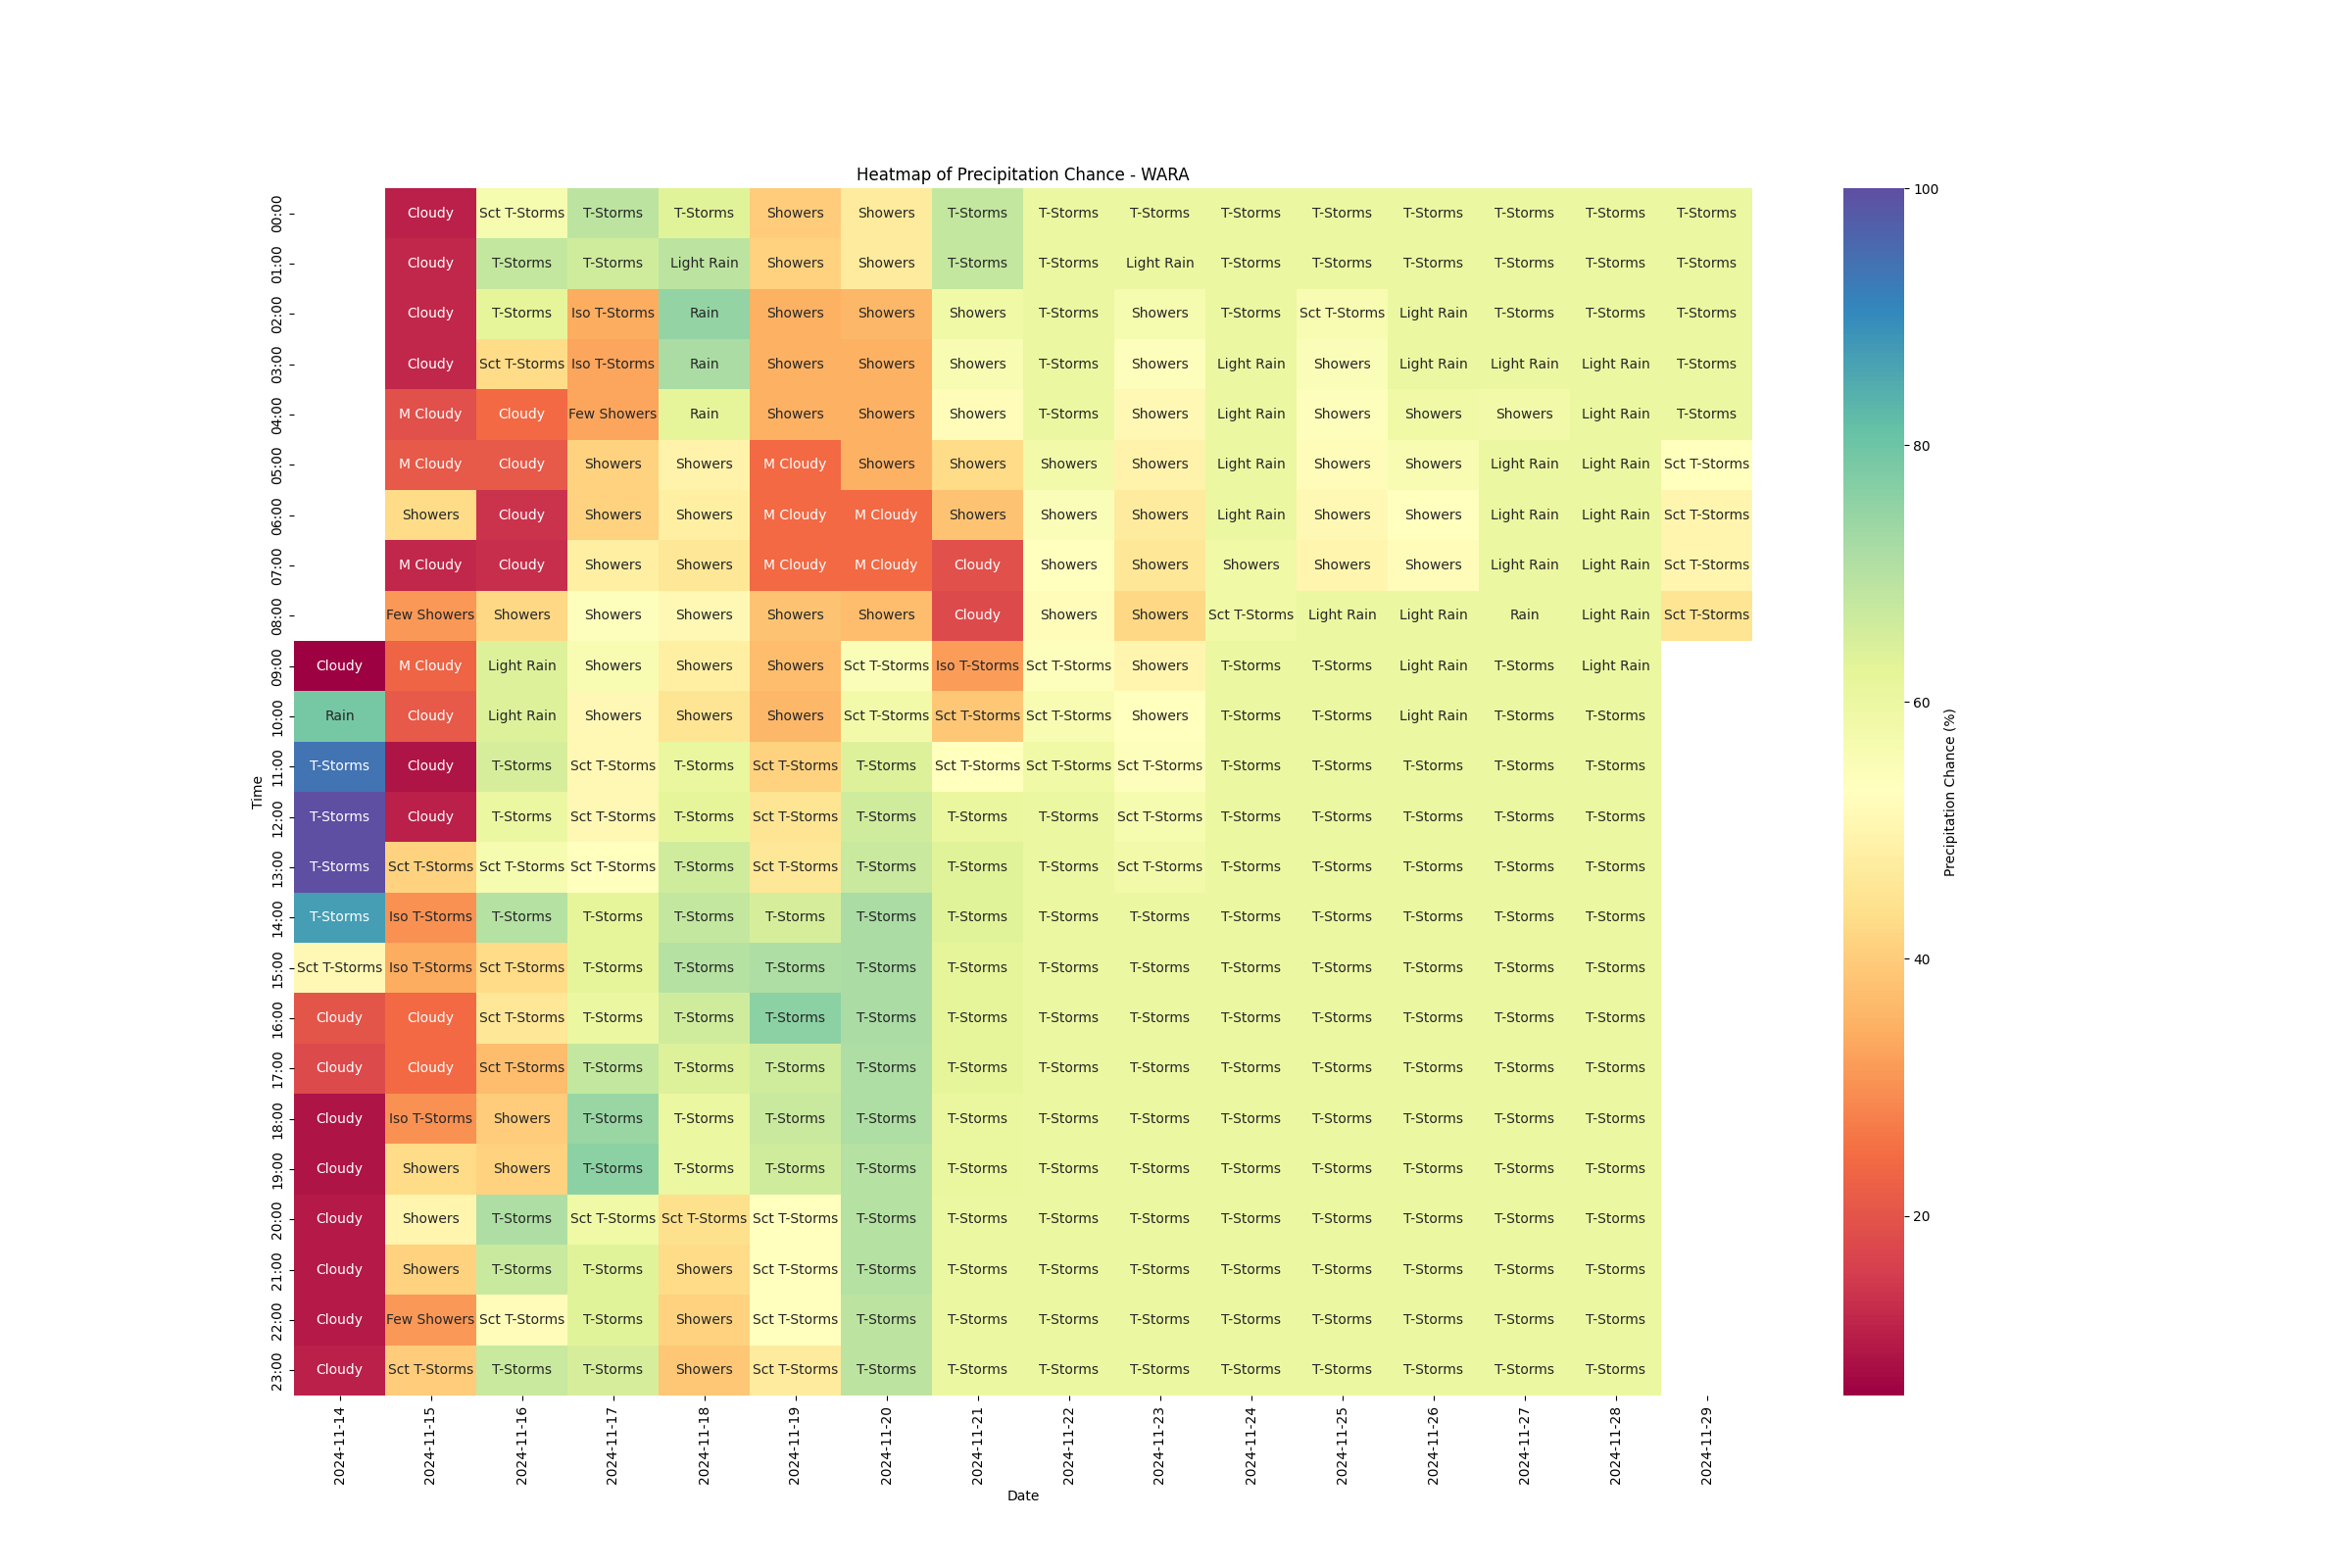 Heatmap of Precipitation Chance - WARA
00:00 Cloudy Sct T-Storms T-Storms T-Storms Showers Showers T-Storms T-Storms T-Storms T-Storms T-Storms T-Storms T-Storms T-Storms T-Storms
01:00 Cloudy T-Storms T-Storms Light Rain Showers Showers T-Storms T-Storms Light Rain T-Storms T-Storms T-Storms T-Storms T-Storms T-Storms
02:00 Cloudy T-Storms Iso T-Storms Rain Showers Showers Showers T-Storms Showers T-Storms Sct T-Storms Light Rain T-Storms T-Storms T-Storms
03:00 Cloudy Sct T-Storms Iso T-Storms Rain Showers Showers Showers T-Storms Showers Light Rain Showers Light Rain Light Rain Light Rain T-Storms
04:00 M Cloudy Cloudy Few Showers Rain Showers Showers Showers T-Storms Showers Light Rain Showers Showers Showers Light Rain T-Storms
05:00 M Cloudy Cloudy Showers Showers M Cloudy Showers Showers Showers Showers Light Rain Showers Showers Light Rain Light Rain Sct T-Storms
06:00 Showers Cloudy Showers Showers M Cloudy M Cloudy Showers Showers Showers Light Rain Showers Showers Light Rain Light Rain Sct T-Storms
07:00 M Cloudy Cloudy Showers Showers M Cloudy M Cloudy Cloudy Showers Showers Showers Showers Showers Light Rain Light Rain Sct T-Storms
08:00 Few Showers Showers Showers Showers Showers Showers Cloudy Showers Showers Sct T-Storms Light Rain Light Rain Rain Light Rain Sct T-Storms
09:00 Cloudy M Cloudy Light Rain Showers Showers Showers Sct T-Storms Iso T-Storms Sct T-Storms Showers T-Storms T-Storms Light Rain T-Storms Light Rain
10:00 Rain Cloudy Light Rain Showers Showers Showers Sct T-Storms Sct T-Storms Sct T-Storms Showers T-Storms T-Storms Light Rain T-Storms T-Storms
11:00 T-Storms Cloudy T-Storms Sct T-Storms T-Storms Sct T-Storms T-Storms Sct T-Storms Sct T-Storms Sct T-Storms T-Storms T-Storms T-Storms T-Storms T-Storms
12:00 T-Storms Cloudy T-Storms Sct T-Storms T-Storms Sct T-Storms T-Storms T-Storms T-Storms Sct T-Storms T-Storms T-Storms T-Storms T-Storms T-Storms
13:00 T-Storms Sct T-Storms Sct T-Storms Sct T-Storms T-Storms Sct T-Storms T-Storms T-Storms T-Storms Sct T-Storms T-Storms T-Storms T-Storms T-Storms T-Storms
14:00 T-Storms Iso T-Storms T-Storms T-Storms T-Storms T-Storms T-Storms T-Storms T-Storms T-Storms T-Storms T-Storms T-Storms T-Storms T-Storms
15:00 Sct T-Storms Iso T-Storms Sct T-Storms T-Storms T-Storms T-Storms T-Storms T-Storms T-Storms T-Storms T-Storms T-Storms T-Storms T-Storms T-Storms
16:00 Cloudy Cloudy Sct T-Storms T-Storms T-Storms T-Storms T-Storms T-Storms T-Storms T-Storms T-Storms T-Storms T-Storms T-Storms T-Storms
17:00 Cloudy Cloudy Sct T-Storms T-Storms T-Storms T-Storms T-Storms T-Storms T-Storms T-Storms T-Storms T-Storms T-Storms T-Storms T-Storms
18:00 Cloudy Iso T-Storms Showers T-Storms T-Storms T-Storms T-Storms T-Storms T-Storms T-Storms T-Storms T-Storms T-Storms T-Storms T-Storms
19:00 Cloudy Showers Showers T-Storms T-Storms T-Storms T-Storms T-Storms T-Storms T-Storms T-Storms T-Storms T-Storms T-Storms T-Storms
20:00 Cloudy Showers T-Storms Sct T-Storms Sct T-Storms Sct T-Storms T-Storms T-Storms T-Storms T-Storms T-Storms T-Storms T-Storms T-Storms T-Storms
21:00 Cloudy Showers T-Storms T-Storms Showers Sct T-Storms T-Storms T-Storms T-Storms T-Storms T-Storms T-Storms T-Storms T-Storms T-Storms
22:00 Cloudy Few Showers Sct T-Storms T-Storms Showers Sct T-Storms T-Storms T-Storms T-Storms T-Storms T-Storms T-Storms T-Storms T-Storms T-Storms
23:00 Cloudy Sct T-Storms T-Storms T-Storms Showers Sct T-Storms T-Storms T-Storms T-Storms T-Storms T-Storms T-Storms T-Storms T-Storms T-Storms
Time
2024-11-14 2024-11-15 2024-11-16 2024-11-17 2024-11-18 2024-11-19 2024-11-20 2024-11-21 2024-11-22 2024-11-23 2024-11-24 2024-11-25 2024-11-26 2024-11-27 2024-11-28 2024-11-29
Date
100
80
60
40
20
Precipitation Chance (%)